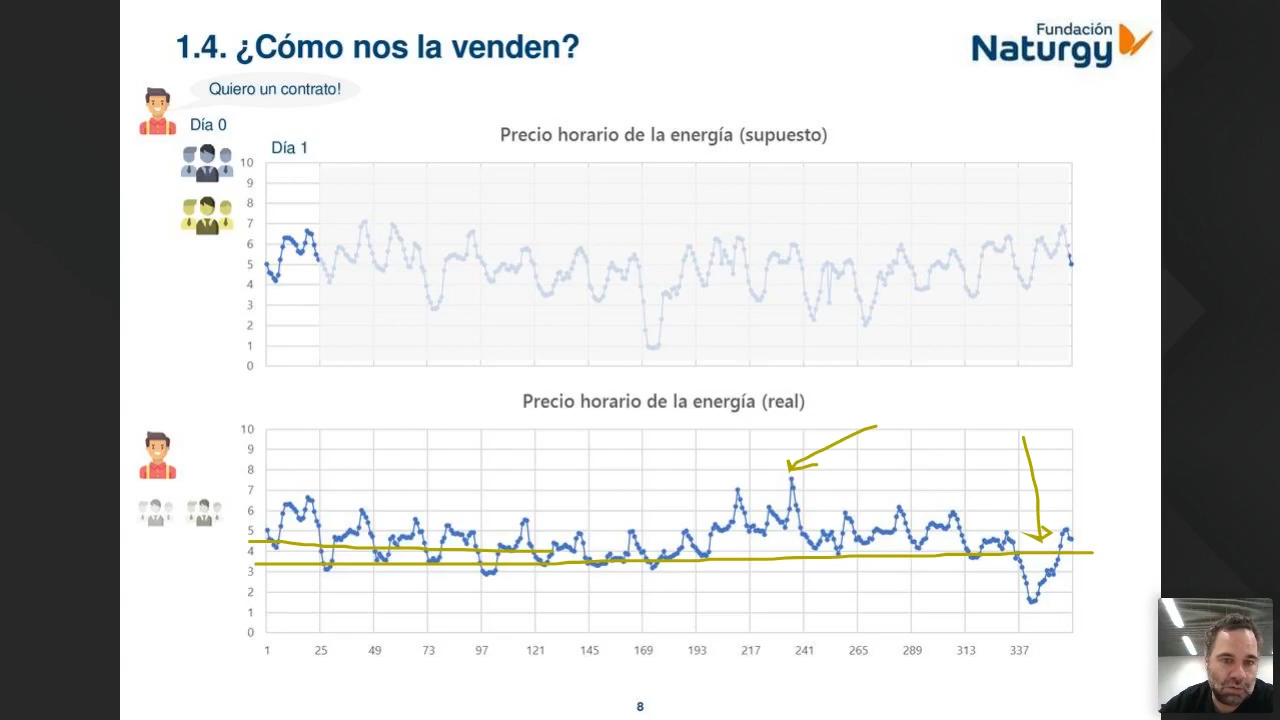 1.4. ¿Cómo nos la venden?
Fundación
Naturgy
Quiero un contrato!
Día 0
Día 1
Precio horario de la energía (supuesto)
10
9
8
7
6
5
4
3
2
1
0
Precio horario de la energía (real)
10
9
8
7
6
5
4
3
2
1
0
1 25 49 73 97 121 145 169 193 217 241 265 289 313 337
8